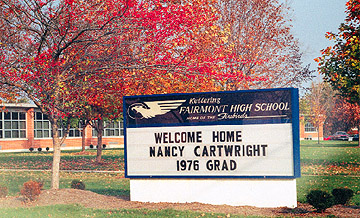 Kettering
FAIRMONT HIGH SCHOOL
HOME OF THE Firebirds
WELCOME HOME
NANCY CARTWRIGHT
1976 GRAD